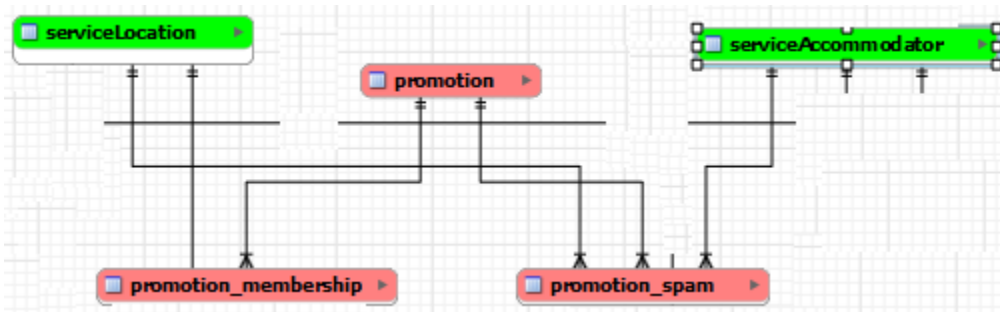 serviceLocation
serviceAccommodator
promotion
promotion_membership
promotion_spam